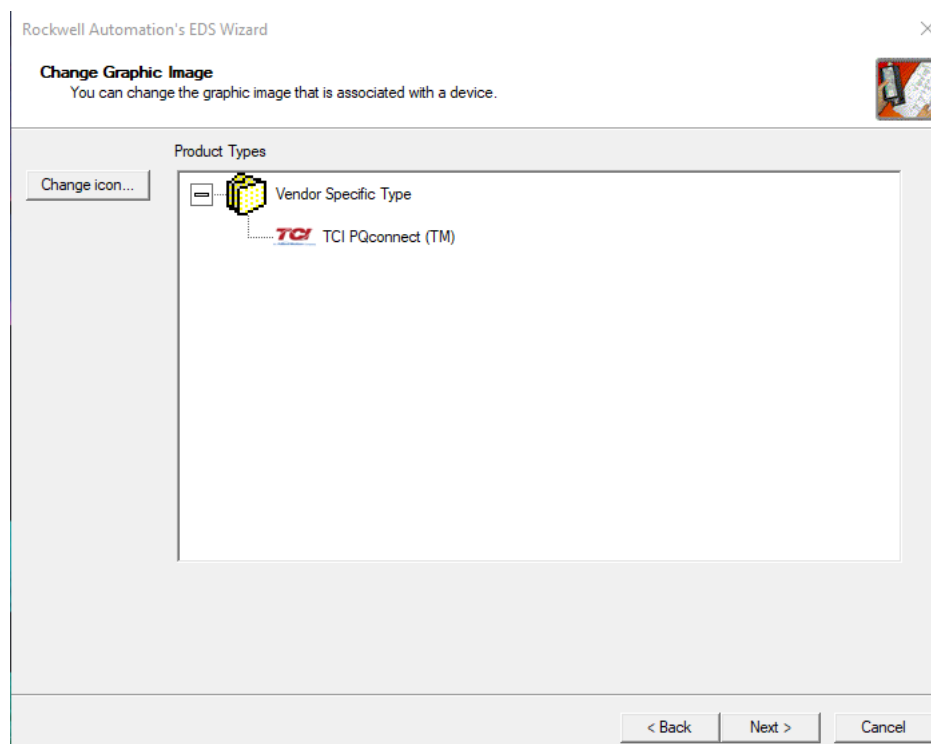 Rockwell Automation's EDS Wizard
Change Graphic Image
You can change the graphic image that is associated with a device.
Product Types
Change icon...
Vendor Specific Type
TCI TCI PQconnect (TM)
< Back Next > Cancel